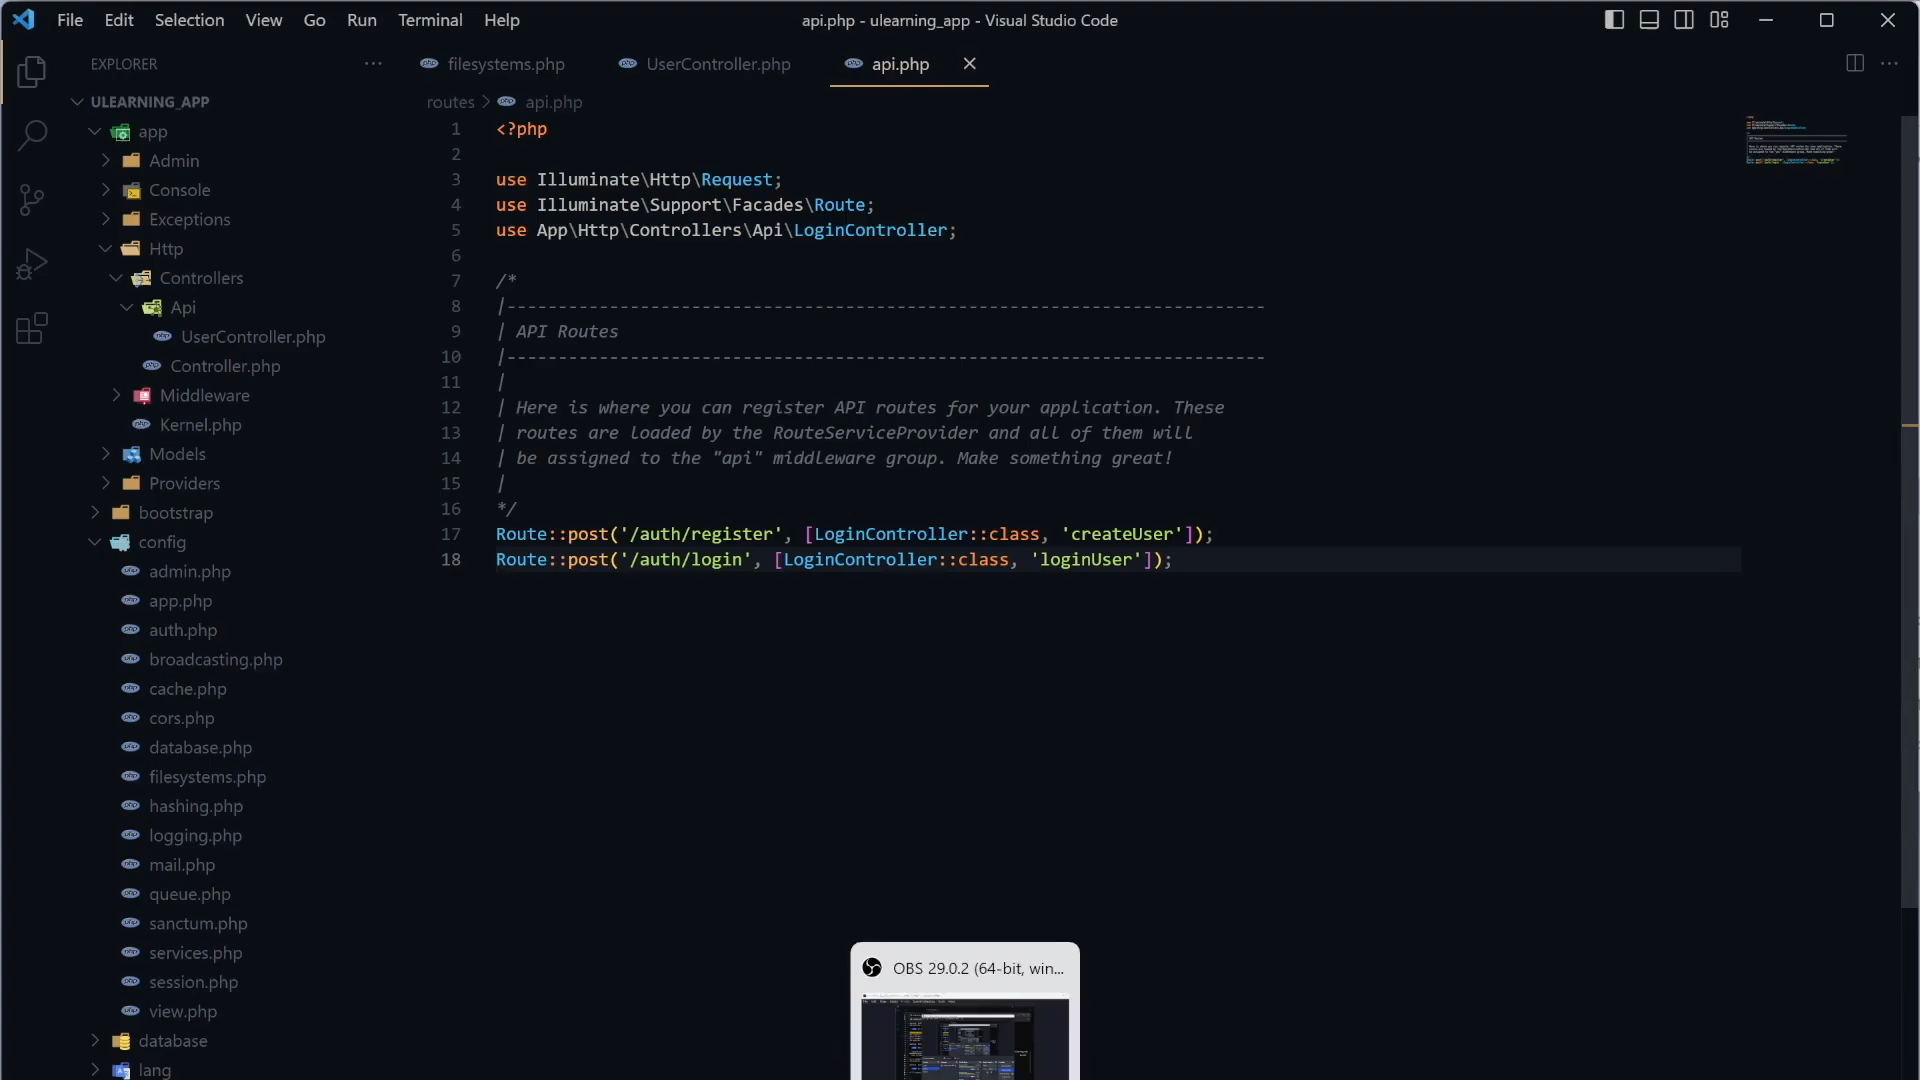 File Edit Selection View Go Run Terminal Help
api.php - ulearning_app - Visual Studio Code
EXPLORER
ULEARNING_APP
app
Admin
Console
Exceptions
Http
Controllers
Api
UserController.php
Controller.php
Middleware
Kernel.php
Models
Providers
bootstrap
config
admin.php
app.php
auth.php
broadcasting.php
cache.php
cors.php
database.php
filesystems.php
hashing.php
logging.php
mail.php
queue.php
sanctum.php
services.php
session.php
view.php
database
lang
filesystems.php UserController.php api.php
routes > api.php
1 <?php
2
3 use Illuminate\Http\Request;
4 use Illuminate\Support\Facades\Route;
5 use App\Http\Controllers\Api\LoginController;
6
7 /*
8 |--------------------------------------------------------------------------
9 | API Routes
10 |--------------------------------------------------------------------------
11 |
12 | Here is where you can register API routes for your application. These
13 | routes are loaded by the RouteServiceProvider and all of them will
14 | be assigned to the "api" middleware group. Make something great!
15 |
16 */
17 Route::post('/auth/register', [LoginController::class, 'createUser']);
18 Route::post('/auth/login', [LoginController::class, 'loginUser']);
OBS 29.0.2 (64-bit, win...